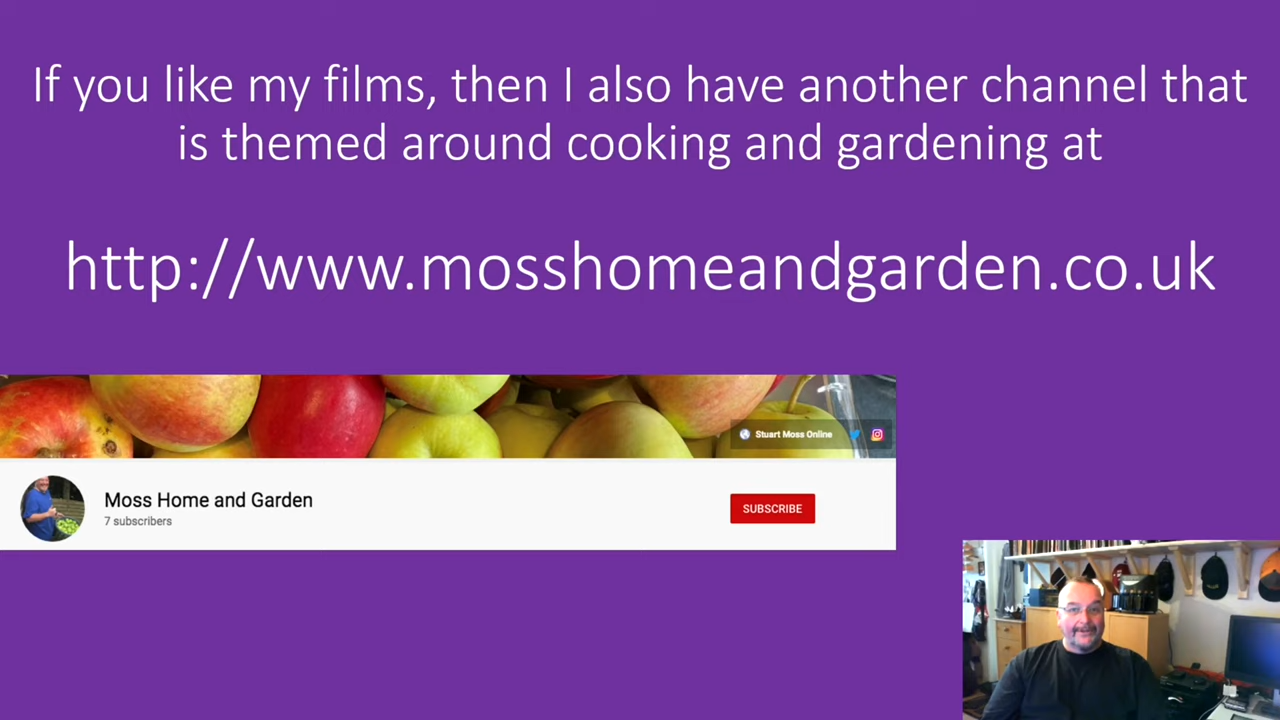 If you like my films, then I also have another channel that
is themed around cooking and gardening at
http://www.mosshomeandgarden.co.uk
Stuart Moss Online
Moss Home and Garden
7 subscribers
SUBSCRIBE